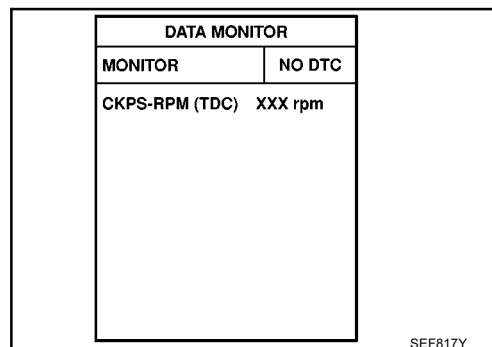 DATA MONITOR
MONITOR NO DTC
CKPS-RPM (TDC) XXX rpm
SEF817Y